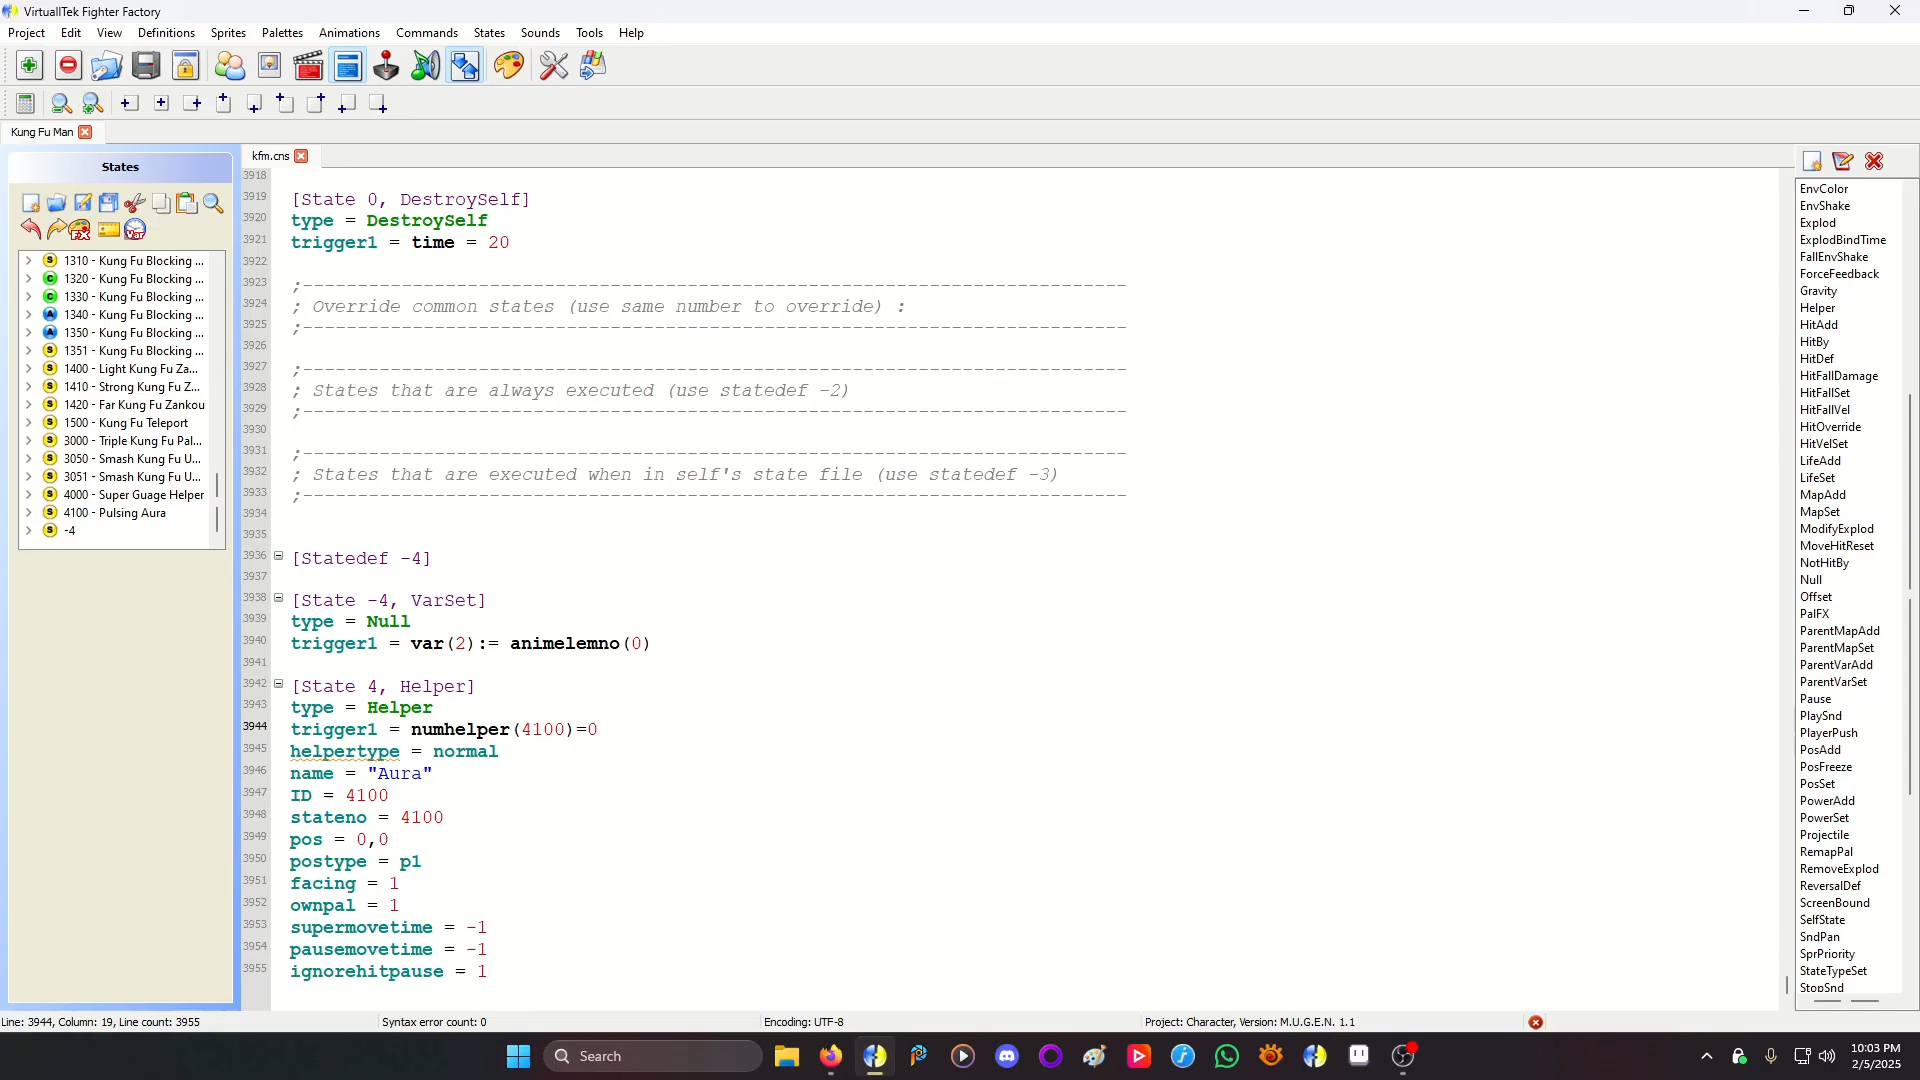 VirtuallTek Fighter Factory
Project Edit View Definitions Sprites Palettes Animations Commands States Sounds Tools Help
Kung Fu Man
States
1310 - Kung Fu Blocking ...
1320 - Kung Fu Blocking ...
1330 - Kung Fu Blocking ...
1340 - Kung Fu Blocking ...
1350 - Kung Fu Blocking ...
1351 - Kung Fu Blocking ...
1400 - Light Kung Fu Za...
1410 - Strong Kung Fu Z...
1420 - Far Kung Fu Zankou
1500 - Kung Fu Teleport
3000 - Triple Kung Fu Pal...
3050 - Smash Kung Fu U...
3051 - Smash Kung Fu U...
4000 - Super Guage Helper
4100 - Pulsing Aura
-4
kfm.cns
3918
3919 [State 0, DestroySelf]
3920 type = DestroySelf
3921 trigger1 = time = 20
3922
3923 ;---------------------------------------------------------------------------
3924 ; Override common states (use same number to override) :
3925 ;---------------------------------------------------------------------------
3926
3927 ;---------------------------------------------------------------------------
3928 ; States that are always executed (use statedef -2)
3929 ;---------------------------------------------------------------------------
3930
3931 ;---------------------------------------------------------------------------
3932 ; States that are executed when in self's state file (use statedef -3)
3933 ;---------------------------------------------------------------------------
3934
3935
3936 [Statedef -4]
3937
3938 [State -4, VarSet]
3939 type = Null
3940 trigger1 = var(2):= animelemno(0)
3941
3942 [State 4, Helper]
3943 type = Helper
3944 trigger1 = numhelper(4100)=0
3945 helpertype = normal
3946 name = "Aura"
3947 ID = 4100
3948 stateno = 4100
3949 pos = 0,0
3950 postype = p1
3951 facing = 1
3952 ownpal = 1
3953 supermovetime = -1
3954 pausemovetime = -1
3955 ignorehitpause = 1
EnvColor
EnvShake
Explod
ExplodBindTime
FallEnvShake
ForceFeedback
Gravity
Helper
HitAdd
HitBy
HitDef
HitFallDamage
HitFallSet
HitFallVel
HitOverride
HitVelSet
LifeAdd
LifeSet
MapAdd
MapSet
ModifyExplod
MoveHitReset
NotHitBy
Null
Offset
PalFX
ParentMapAdd
ParentMapSet
ParentVarAdd
ParentVarSet
Pause
PlaySnd
PlayerPush
PosAdd
PosFreeze
PosSet
PowerAdd
PowerSet
Projectile
RemapPal
RemoveExplod
ReversalDef
ScreenBound
SelfState
SndPan
SprPriority
StateTypeSet
StopSnd
Line: 3944, Column: 19, Line count: 3955 Syntax error count: 0 Encoding: UTF-8 Project: Character, Version: M.U.G.E.N. 1.1
Search
10:03 PM
2/5/2025